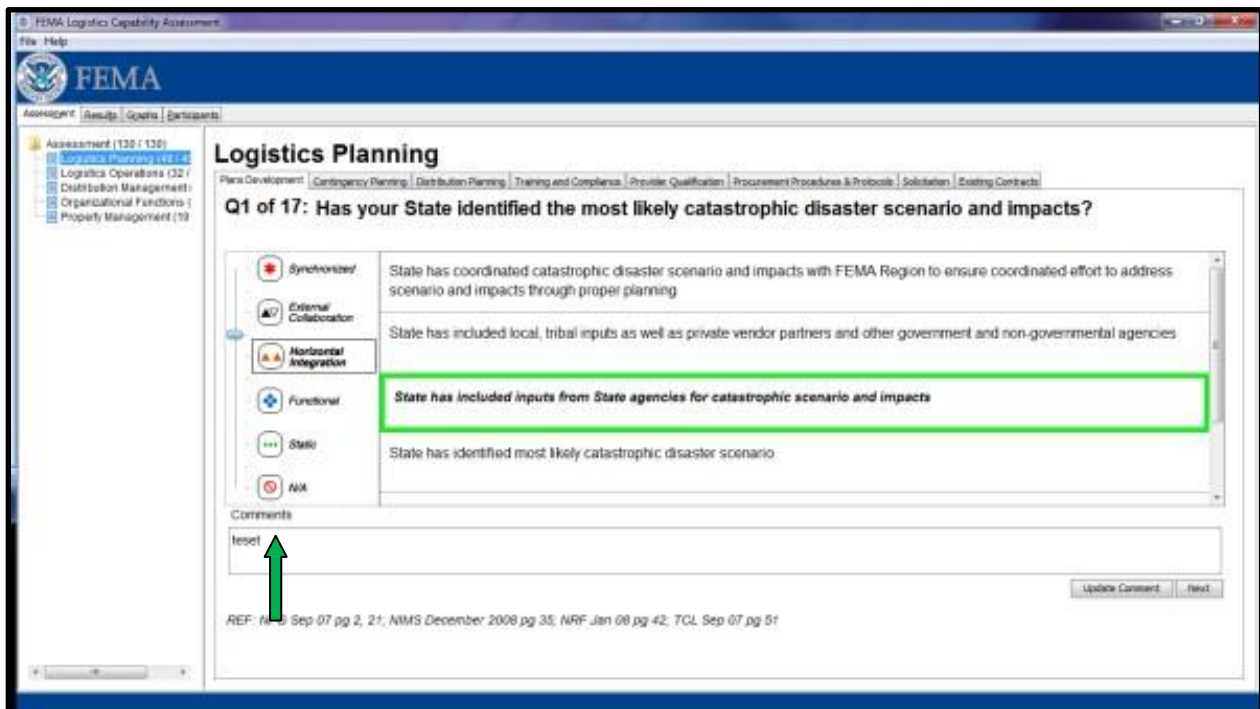 FEMA Logistics Capability Assessment
File Help
FEMA
Assessment Results Graphs Participants
Assessment (130 / 130)
Logistics Planning
Logistics Operations (32 /
Distribution Management
Organizational Functions (
Property Management (19
Logistics Planning
Plans Development Contingency Planning Distribution Planning Training and Compliance Provider Qualification Procurement Procedures & Protocols Solicitation Existing Contracts
Q1 of 17: Has your State identified the most likely catastrophic disaster scenario and impacts?
Synchronized
State has coordinated catastrophic disaster scenario and impacts with FEMA Region to ensure coordinated effort to address
scenario and impacts through proper planning
External
Collaboration
State has included local, tribal inputs as well as private vendor partners and other government and non-governmental agencies
Horizontal
Integration
Functional
State has included inputs from State agencies for catastrophic scenario and impacts
Static
State has identified most likely catastrophic disaster scenario
N/A
Comments
teset
Update Comment Next
REF: Sep 07 pg 2, 21; NIMS December 2008 pg 35; NRF Jan 08 pg 42; TCL Sep 07 pg 51